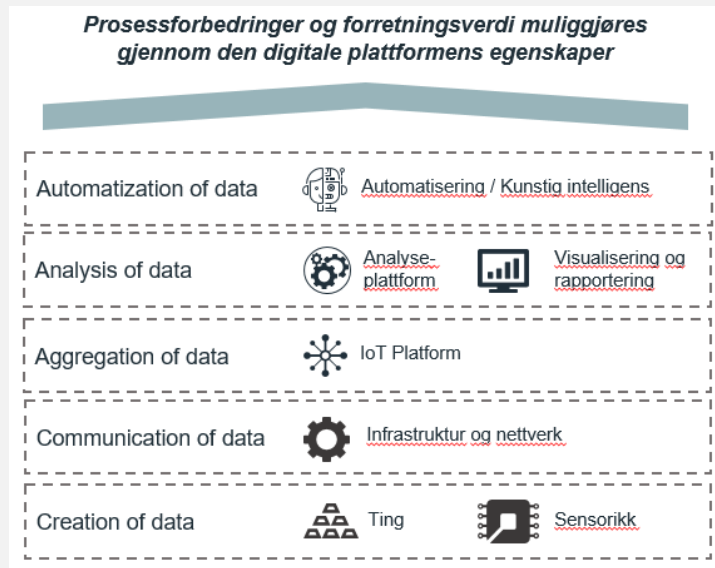 Prosessforbedringer og forretningsverdi muliggjøres
gjennom den digitale plattformens egenskaper
Automatization of data
Automatisering / Kunstig intelligens
Analysis of data
Analyse-
plattform
Visualisering og
rapportering
Aggregation of data
IoT Platform
Communication of data
Infrastruktur og nettverk
Creation of data
Ting
Sensorikk